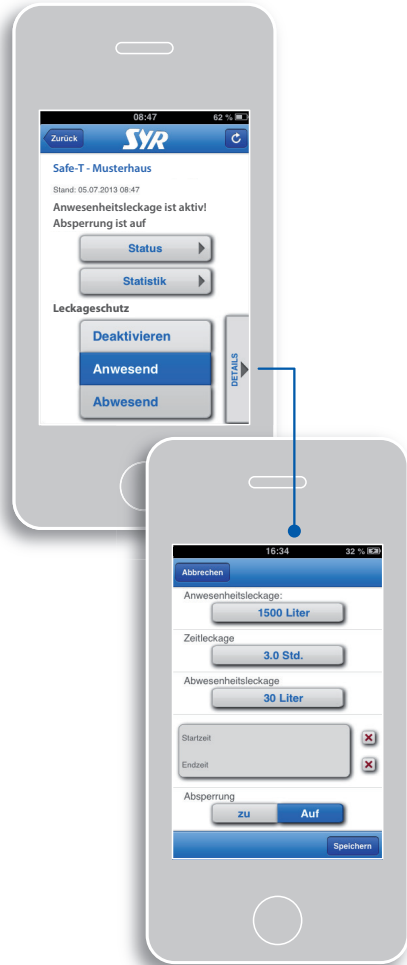 08:47 62 %
Zurück SYR
Safe-T - Musterhaus
Stand: 05.07.2013 08:47
Anwesenheitsleckage ist aktiv!
Absperrung ist auf
Status
Statistik
Leckageschutz
Deaktivieren
Anwesend
Abwesend
DETAILS
16:34 32 %
Abbrechen
Anwesenheitsleckage:
1500 Liter
Zeitleckage
3.0 Std.
Abwesenheitsleckage
30 Liter
Startzeit
Endzeit
Absperrung
zu Auf
Speichern